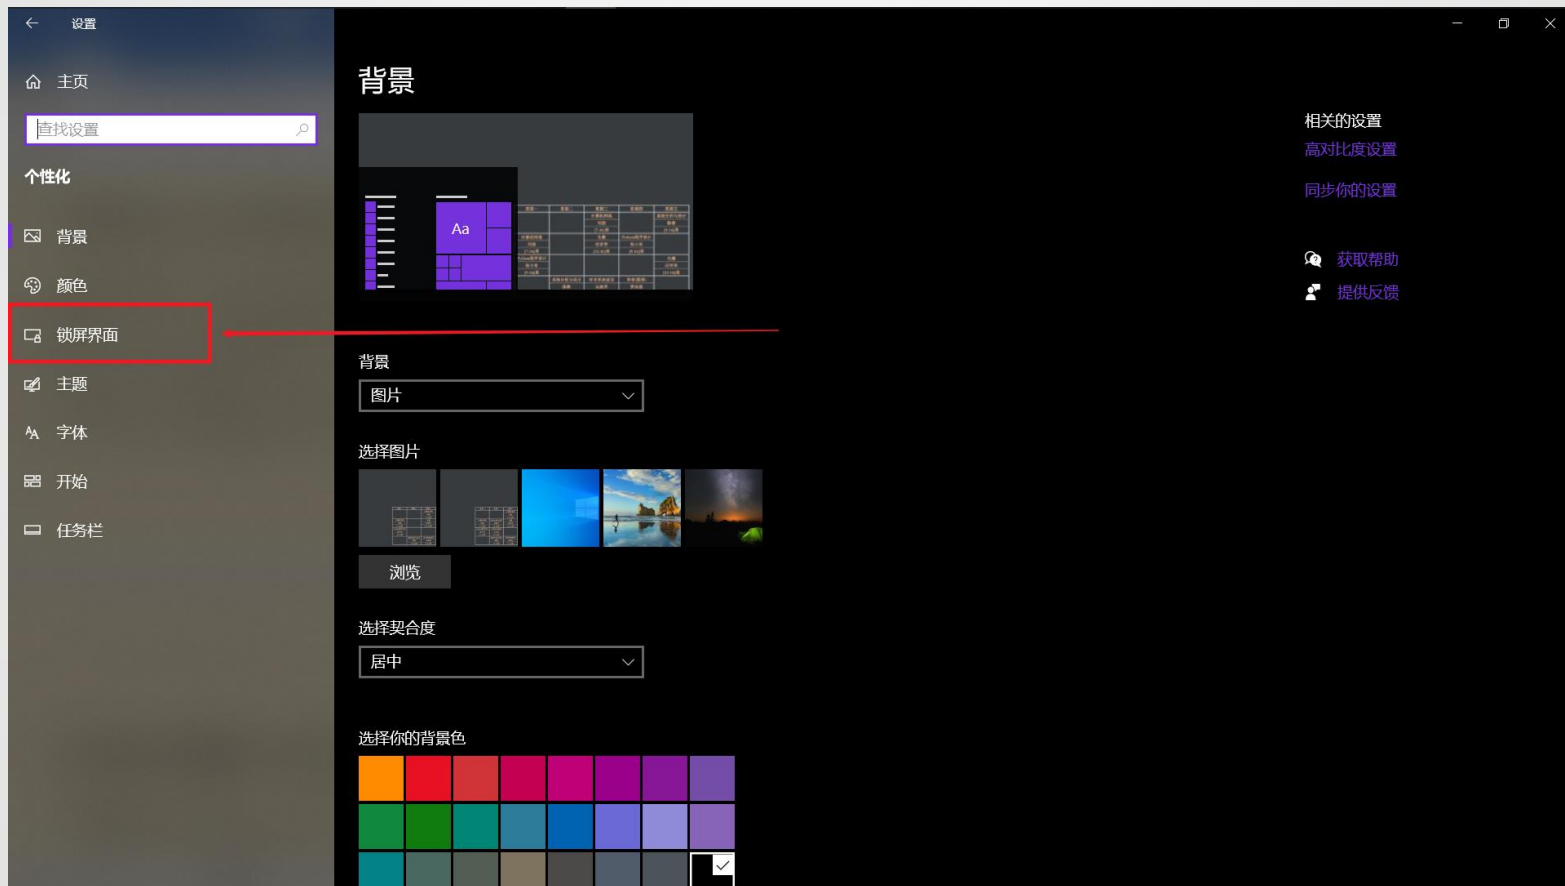 设置
主页
查找设置
个性化
背景
颜色
锁屏界面
主题
字体
开始
任务栏
背景
Aa
背景
图片
选择图片
浏览
选择契合度
居中
选择你的背景色
相关的设置
高对比度设置
同步你的设置
获取帮助
提供反馈